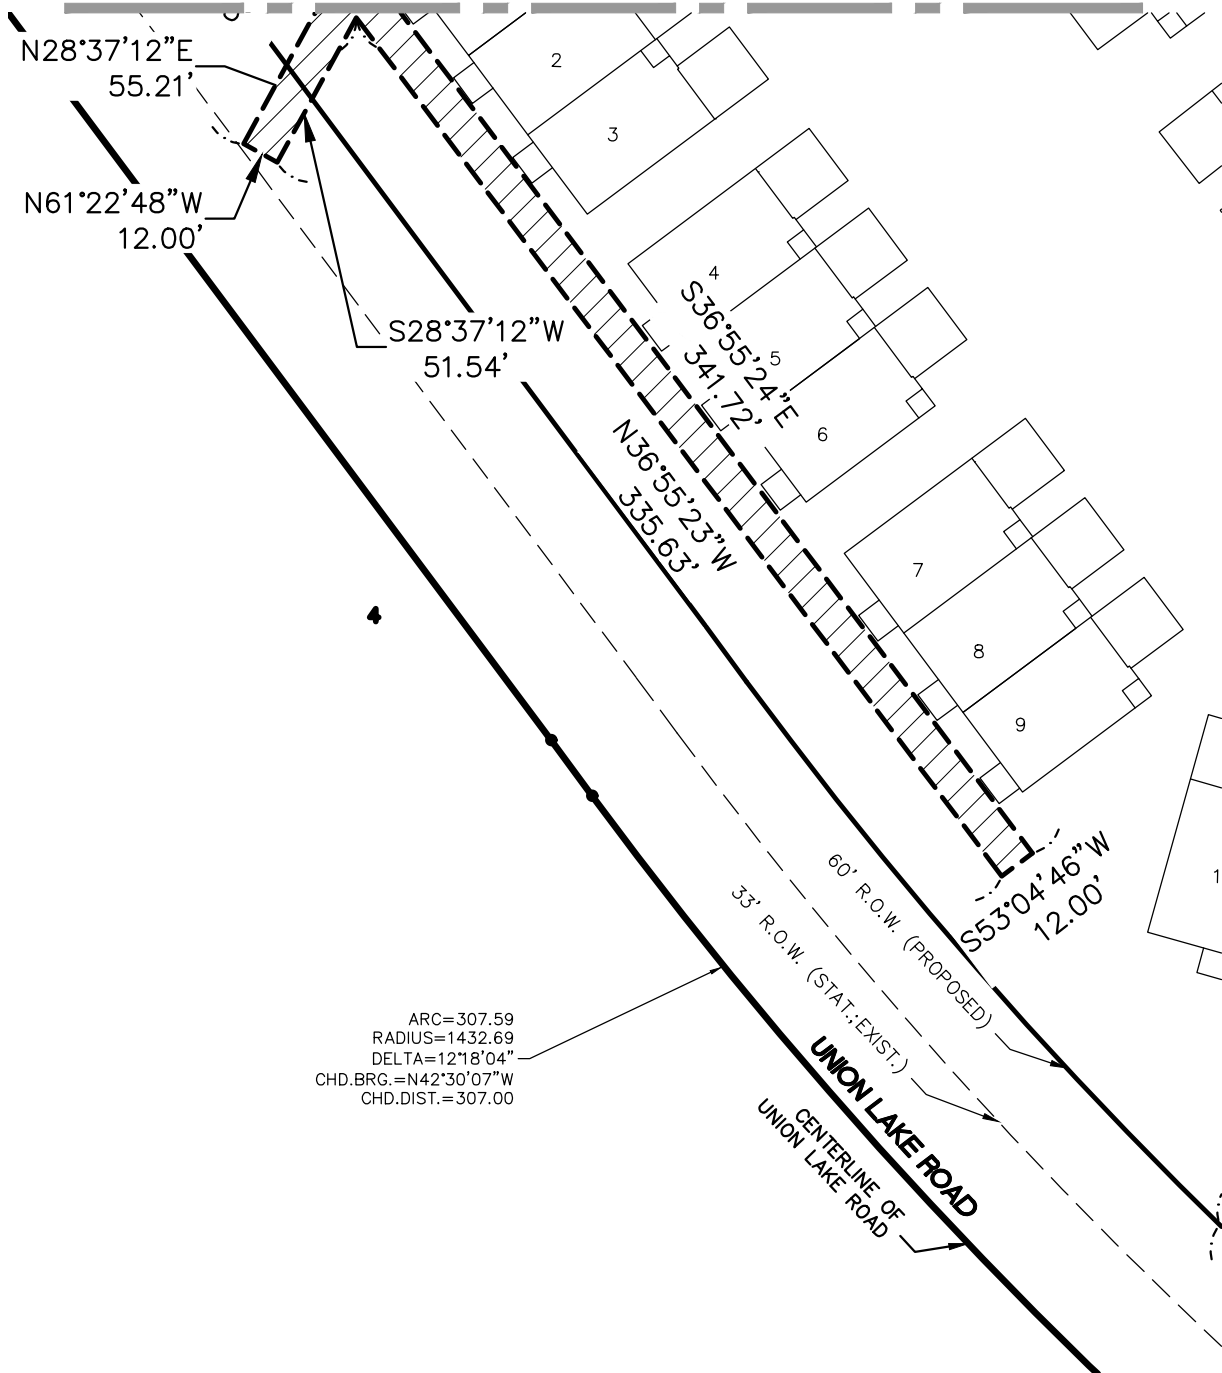 N28°37'12"E
55.21'
N61°22'48"W
12.00'
S28°37'12"W
51.54'
2
3
4
5
6
S36°55'24"E
341.72'
N36°55'23"W
335.63'
7
8
9
4
S53°04'46"W
12.00'
1
60' R.O.W. (PROPOSED)
33' R.O.W. (STAT.;EXIST.)
ARC=307.59
RADIUS=1432.69
DELTA=12°18'04"
CHD.BRG.=N42°30'07"W
CHD.DIST.=307.00
UNION LAKE ROAD
CENTERLINE OF
UNION LAKE ROAD